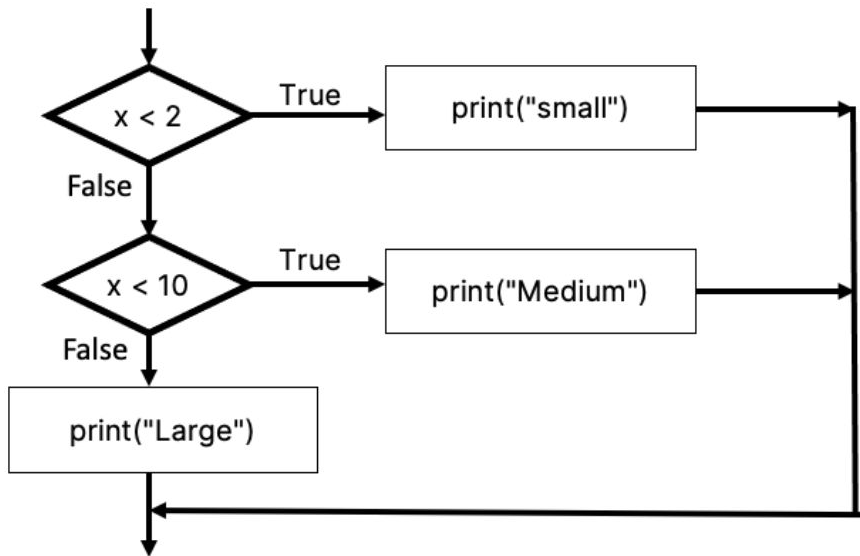 True
x < 2
print("small")
False
True
x < 10
print("Medium")
False
print("Large")